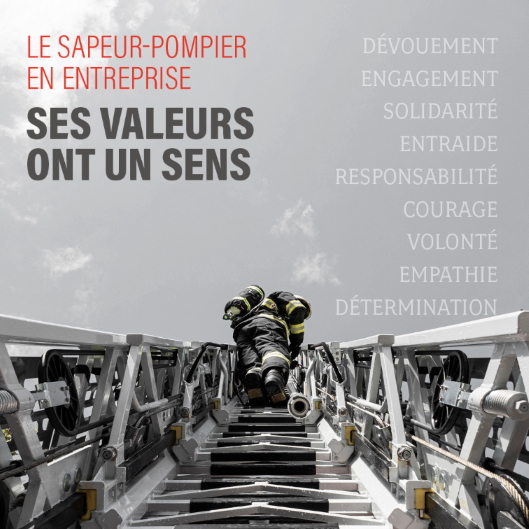 LE SAPEUR-POMPIER
EN ENTREPRISE
SES VALEURS
ONT UN SENS
DÉVOUEMENT
ENGAGEMENT
SOLIDARITÉ
ENTRAIDE
RESPONSABILITÉ
COURAGE
VOLONTÉ
EMPATHIE
DÉTERMINATION